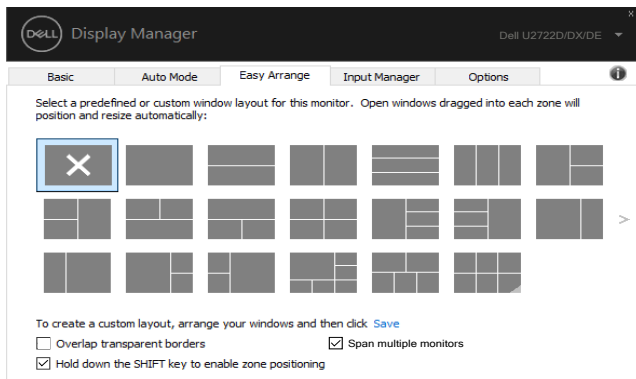 x
DELL Display Manager Dell U2722D/DX/DE
Basic Auto Mode Easy Arrange Input Manager Options i
Select a predefined or custom window layout for this monitor. Open windows dragged into each zone will
position and resize automatically:
>
To create a custom layout, arrange your windows and then click Save
Overlap transparent borders Span multiple monitors
Hold down the SHIFT key to enable zone positioning